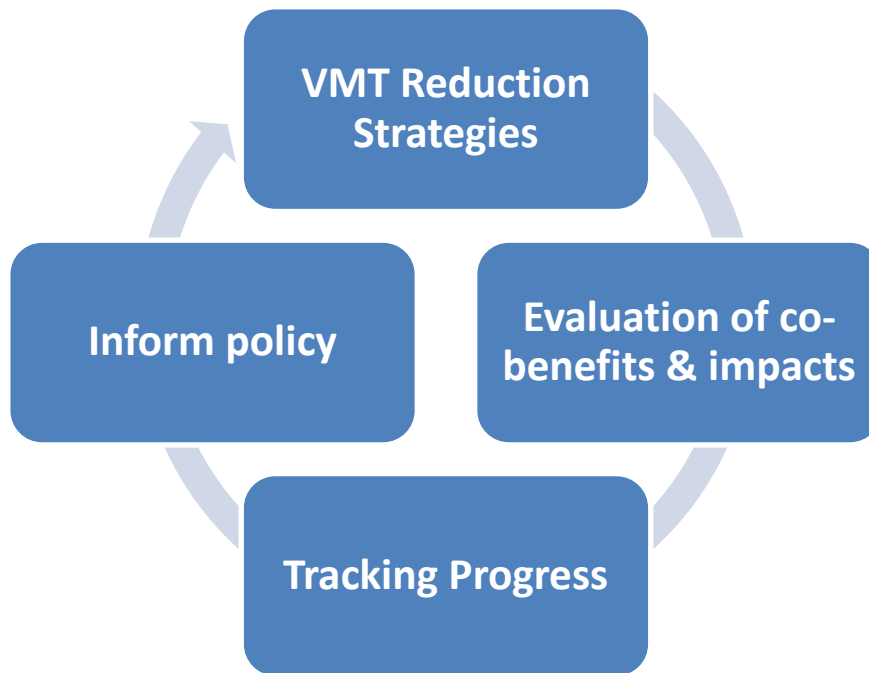 VMT Reduction
Strategies
Inform policy
Evaluation of co-
benefits & impacts
Tracking Progress